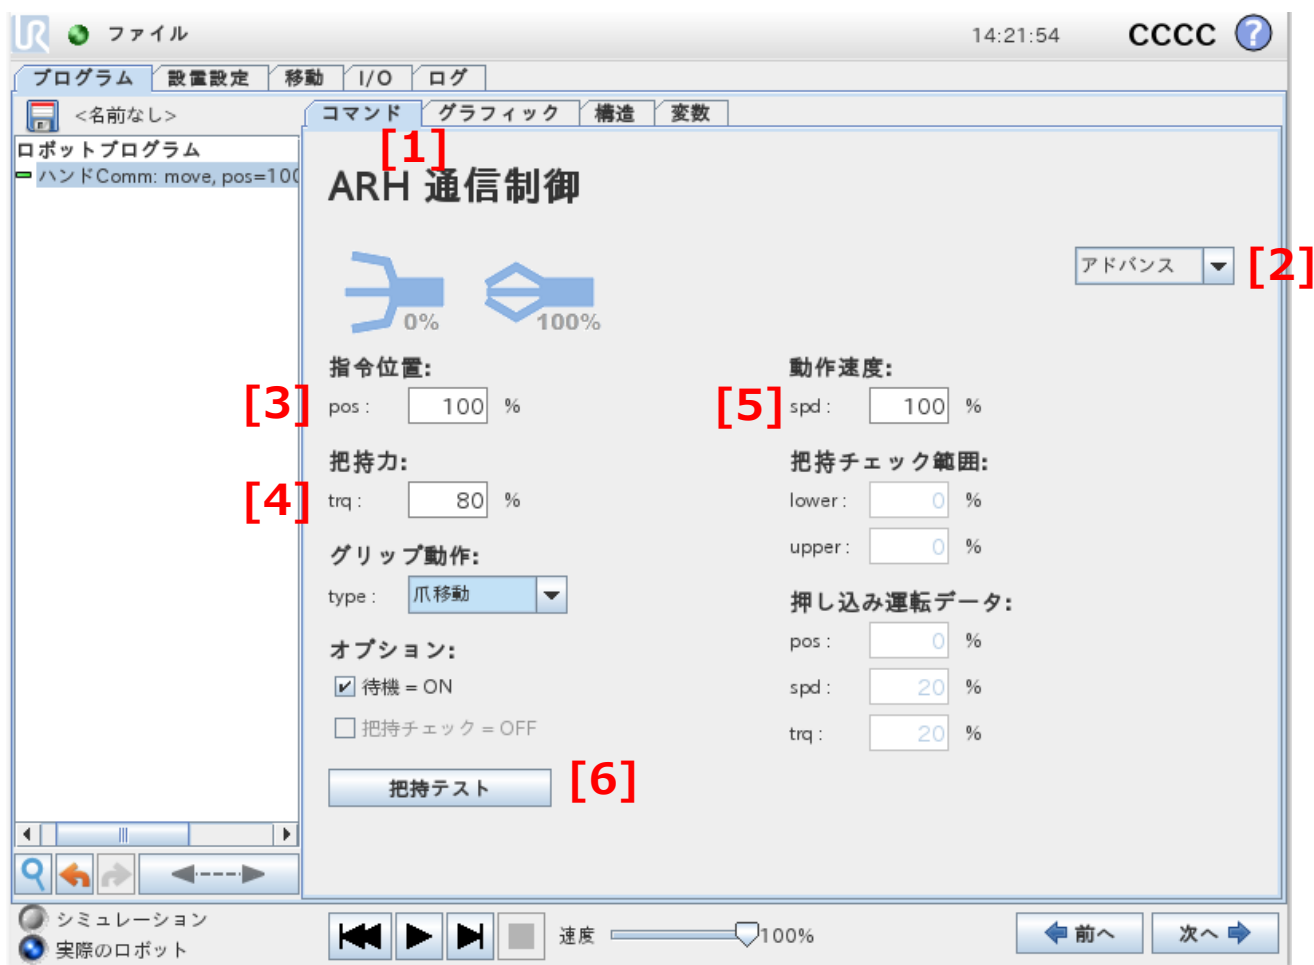 UR ファイル 14:21:54 CCCC ?
プログラム 設置設定 移動 I/O ログ
<名前なし> コマンド グラフィック 構造 変数
[1]
ロボットプログラム
ハンドComm: move, pos=100
ARH 通信制御
アドバンス [2]
0% 100%
指令位置: 動作速度:
[3] pos : 100 % [5] spd : 100 %
把持力: 把持チェック範囲:
[4] trq : 80 % lower : 0 %
グリップ動作: upper : 0 %
type : 爪移動 押し込み運転データ:
オプション: pos : 0 %
待機 = ON spd : 20 %
把持チェック = OFF trq : 20 %
把持テスト [6]
シミュレーション
実際のロボット
速度 100% 前へ 次へ